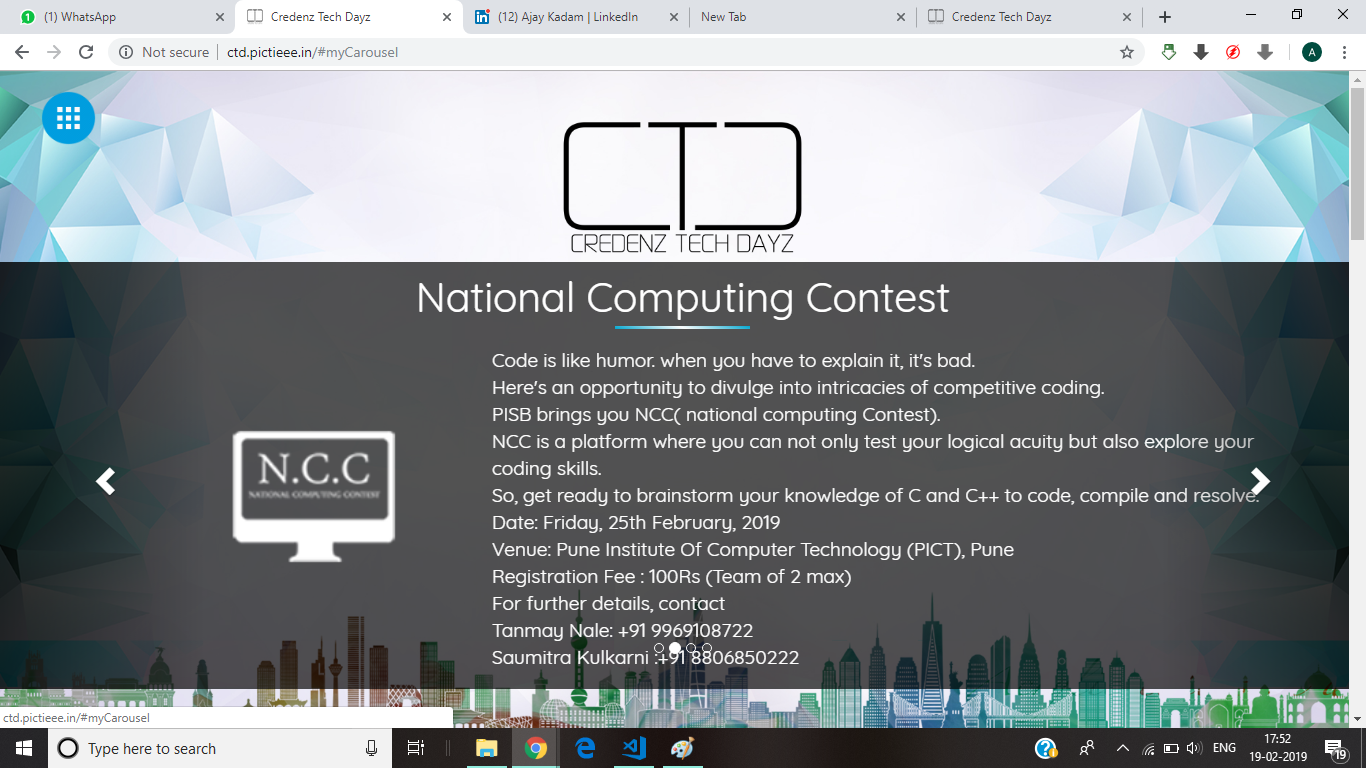 (1) WhatsApp
Credenz Tech Dayz
(12) Ajay Kadam | LinkedIn
New Tab
Credenz Tech Dayz
Not secure
ctd.pictieee.in/#myCarousel
A
CTD
CREDENZ TECH DAYZ
National Computing Contest
N.C.C
NATIONAL COMPUTING CONTEST
Code is like humor. when you have to explain it, it's bad.
Here's an opportunity to divulge into intricacies of competitive coding.
PISB brings you NCC( national computing Contest).
NCC is a platform where you can not only test your logical acuity but also explore your
coding skills.
So, get ready to brainstorm your knowledge of C and C++ to code, compile and resolve.
Date: Friday, 25th February, 2019
Venue: Pune Institute Of Computer Technology (PICT), Pune
Registration Fee : 100Rs (Team of 2 max)
For further details, contact
Tanmay Nale: +91 9969108722
Saumitra Kulkarni :+91 8806850222
ctd.pictieee.in/#myCarousel
Type here to search
ENG
17:52
19-02-2019
19